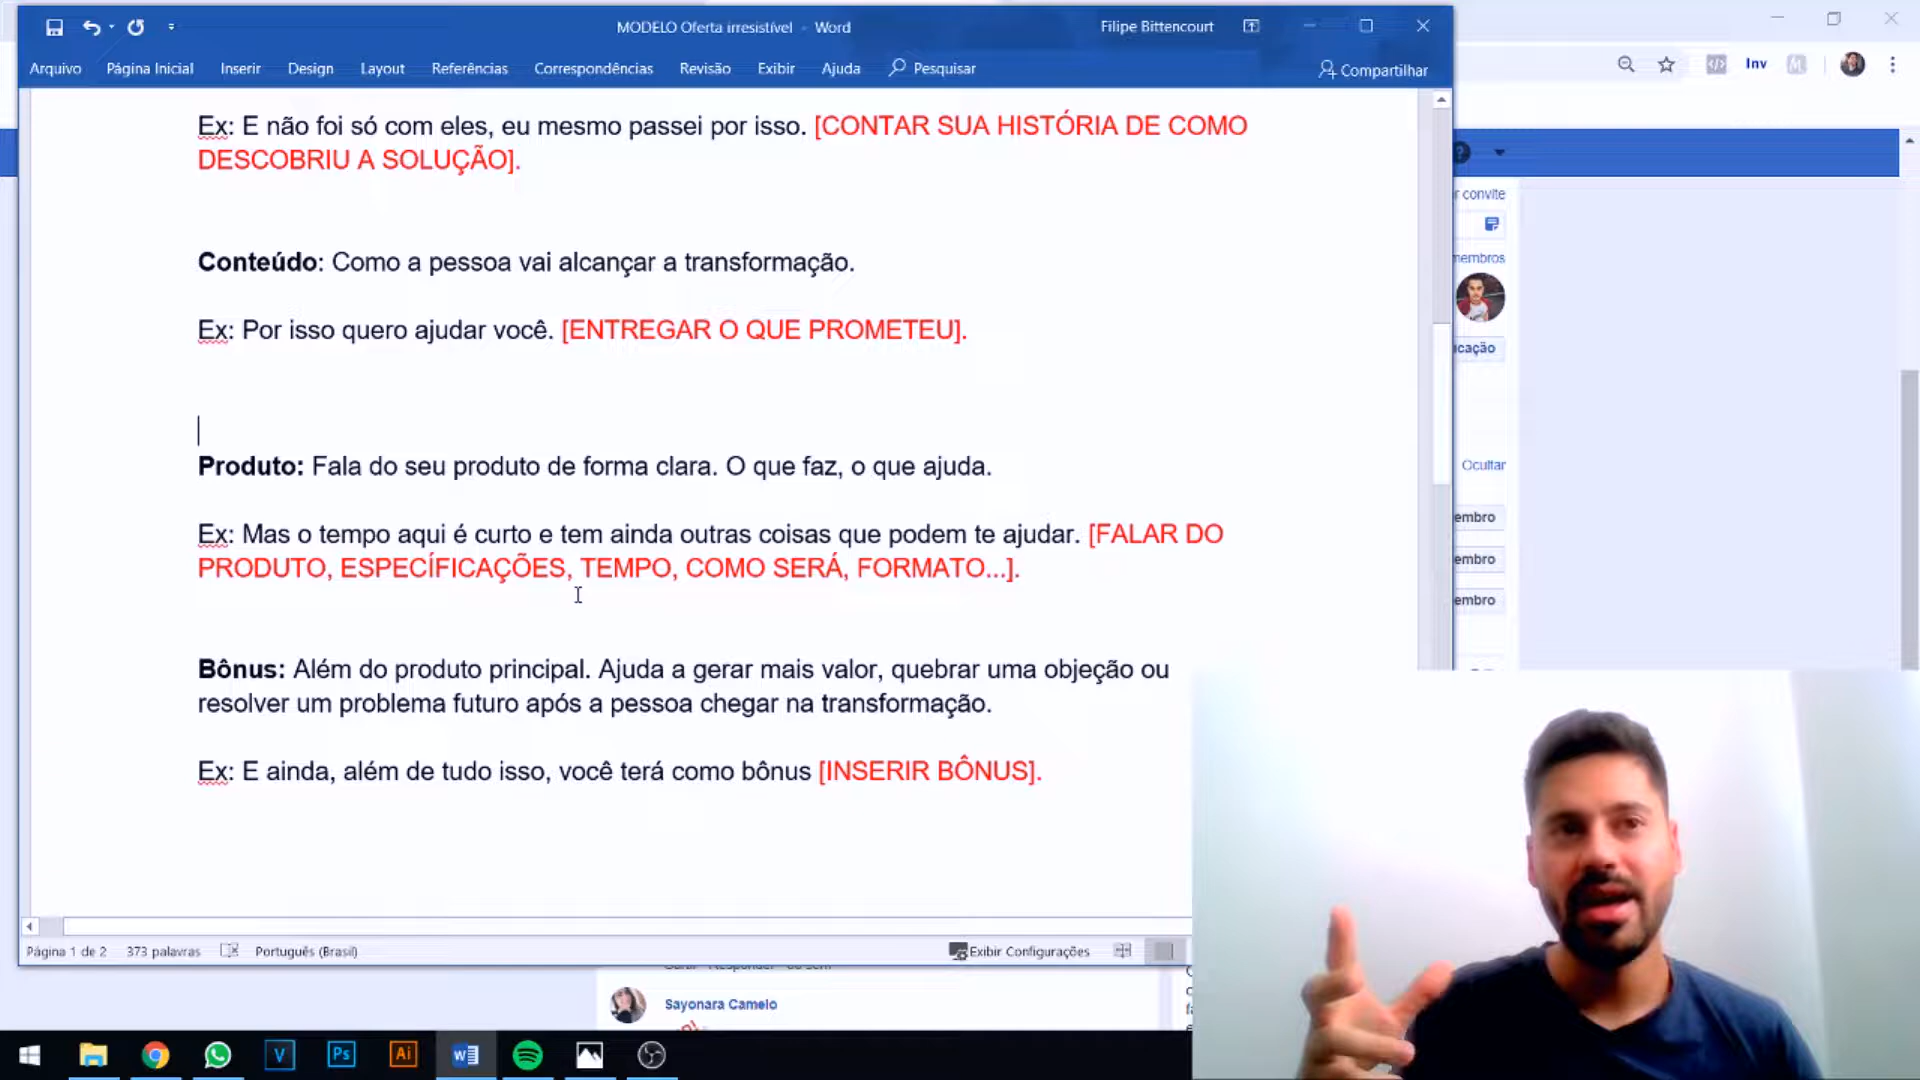 MODELO Oferta irresistível - Word
Filipe Bittencourt
Arquivo Página Inicial Inserir Design Layout Referências Correspondências Revisão Exibir Ajuda Pesquisar Compartilhar
Inv
Ex: E não foi só com eles, eu mesmo passei por isso. [CONTAR SUA HISTÓRIA DE COMO
DESCOBRIU A SOLUÇÃO].
r convite
Conteúdo: Como a pessoa vai alcançar a transformação.
membros
Ex: Por isso quero ajudar você. [ENTREGAR O QUE PROMETEU].
icação
Produto: Fala do seu produto de forma clara. O que faz, o que ajuda.
Ocultar
Ex: Mas o tempo aqui é curto e tem ainda outras coisas que podem te ajudar. [FALAR DO
PRODUTO, ESPECÍFICAÇÕES, TEMPO, COMO SERÁ, FORMATO...].
embro
embro
embro
Bônus: Além do produto principal. Ajuda a gerar mais valor, quebrar uma objeção ou
resolver um problema futuro após a pessoa chegar na transformação.
Ex: E ainda, além de tudo isso, você terá como bônus [INSERIR BÔNUS].
Página 1 de 2 373 palavras Português (Brasil) Exibir Configurações
Sayonara Camelo
V Ps Ai